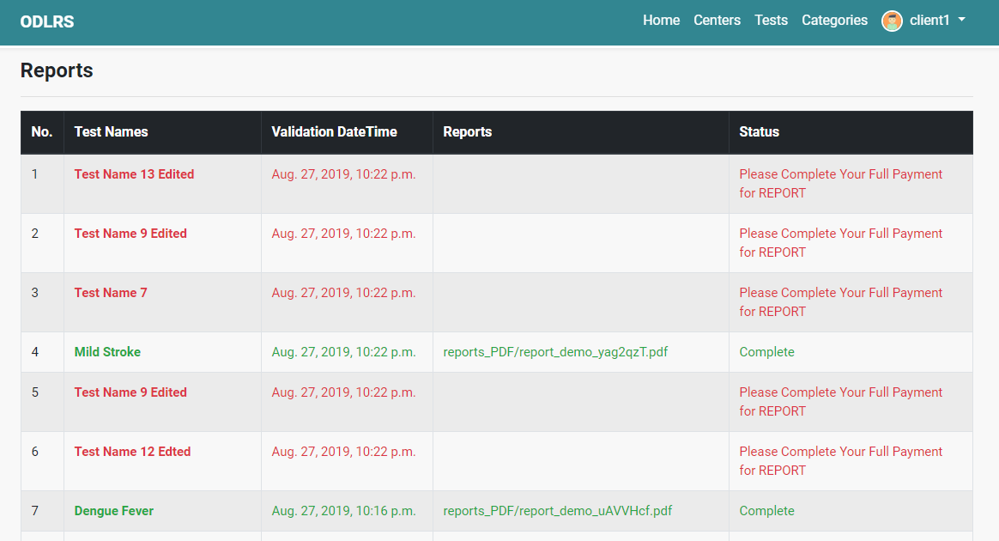 ODLRS Home Centers Tests Categories client1
Reports
No. Test Names Validation DateTime Reports Status
1 Test Name 13 Edited Aug. 27, 2019, 10:22 p.m. Please Complete Your Full Payment
for REPORT
2 Test Name 9 Edited Aug. 27, 2019, 10:22 p.m. Please Complete Your Full Payment
for REPORT
3 Test Name 7 Aug. 27, 2019, 10:22 p.m. Please Complete Your Full Payment
for REPORT
4 Mild Stroke Aug. 27, 2019, 10:22 p.m. reports_PDF/report_demo_yag2qzT.pdf Complete
5 Test Name 9 Edited Aug. 27, 2019, 10:22 p.m. Please Complete Your Full Payment
for REPORT
6 Test Name 12 Edted Aug. 27, 2019, 10:22 p.m. Please Complete Your Full Payment
for REPORT
7 Dengue Fever Aug. 27, 2019, 10:16 p.m. reports_PDF/report_demo_uAVVHcf.pdf Complete